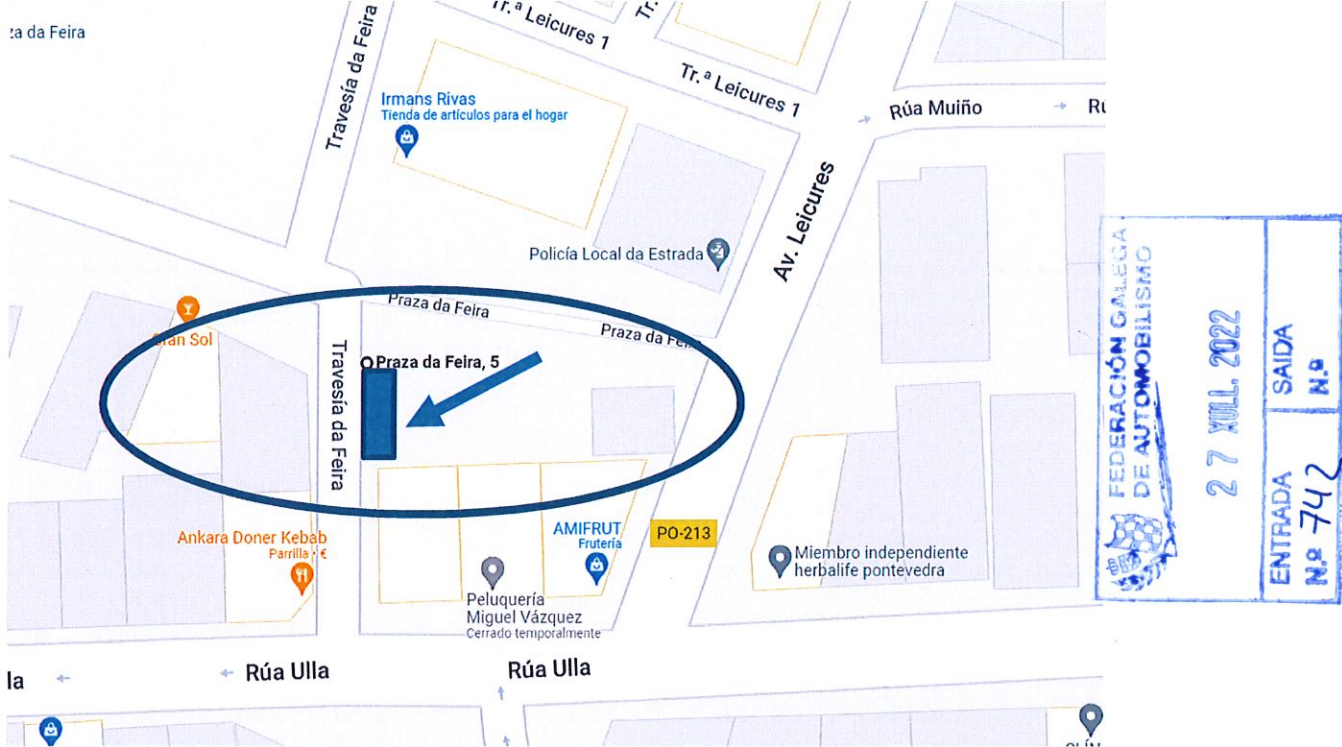 za da Feira
Travesía da Feira
Tr.ª Leicures 1
Tr.
Tr.ª Leicures 1
Irmans Rivas
Tienda de artículos para el hogar
Rúa Muíño
Av. Leicures
Policía Local da Estrada
Praza da Feira
Praza da Feira
Gran Sol
Travesía da Feira
Praza da Feira, 5
Ankara Doner Kebab
Parrilla · €
AMIFRUT
Frutería
PO-213
Peluquería
Miguel Vázquez
Cerrado temporalmente
Miembro independiente
herbalife pontevedra
la
Rúa Ulla
Rúa Ulla
FEDERACIÓN GALEGA
DE AUTOMOBILISMO
27 XULL. 2022
ENTRADA
N.º 742
SAIDA
N.º